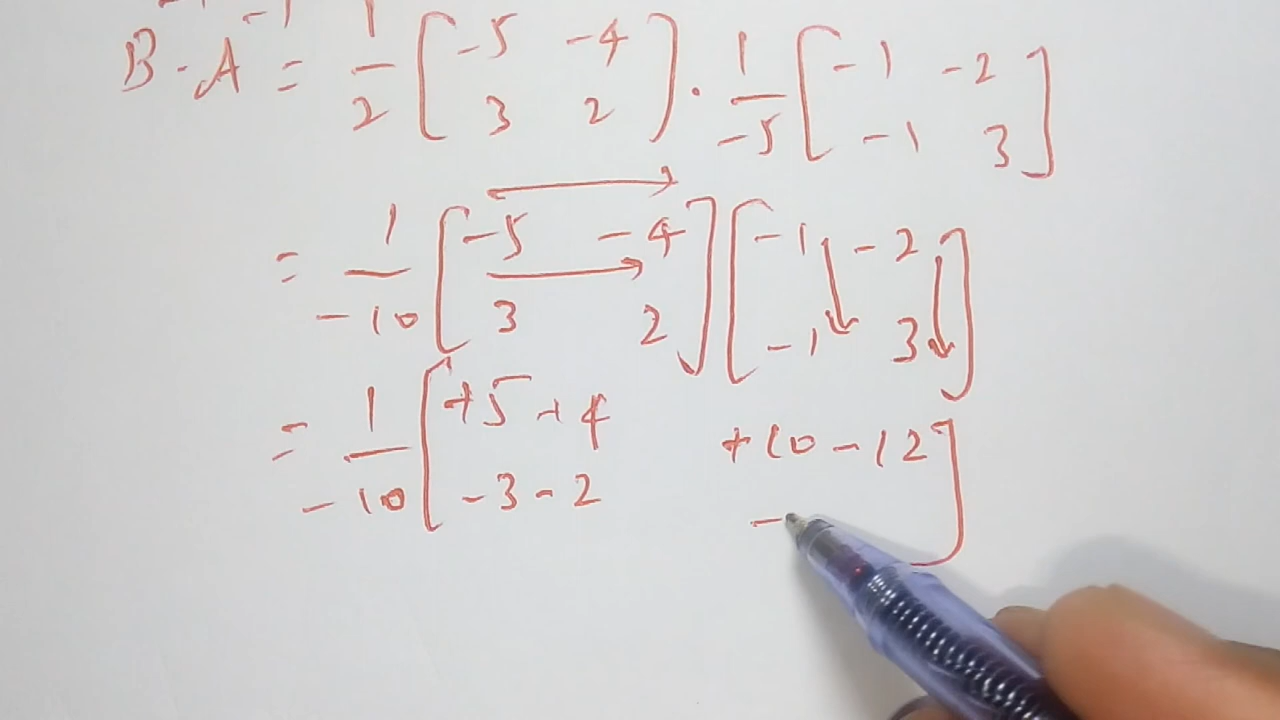 B⁻¹ · A⁻¹ = 1/2 [-5 -4; 3 2] · 1/-5 [-1 -2; -1 3]
= 1/-10 [-5 -4; 3 2] [-1 -2; -1 3]
= 1/-10 [+5+4 +10-12; -3-2 -]